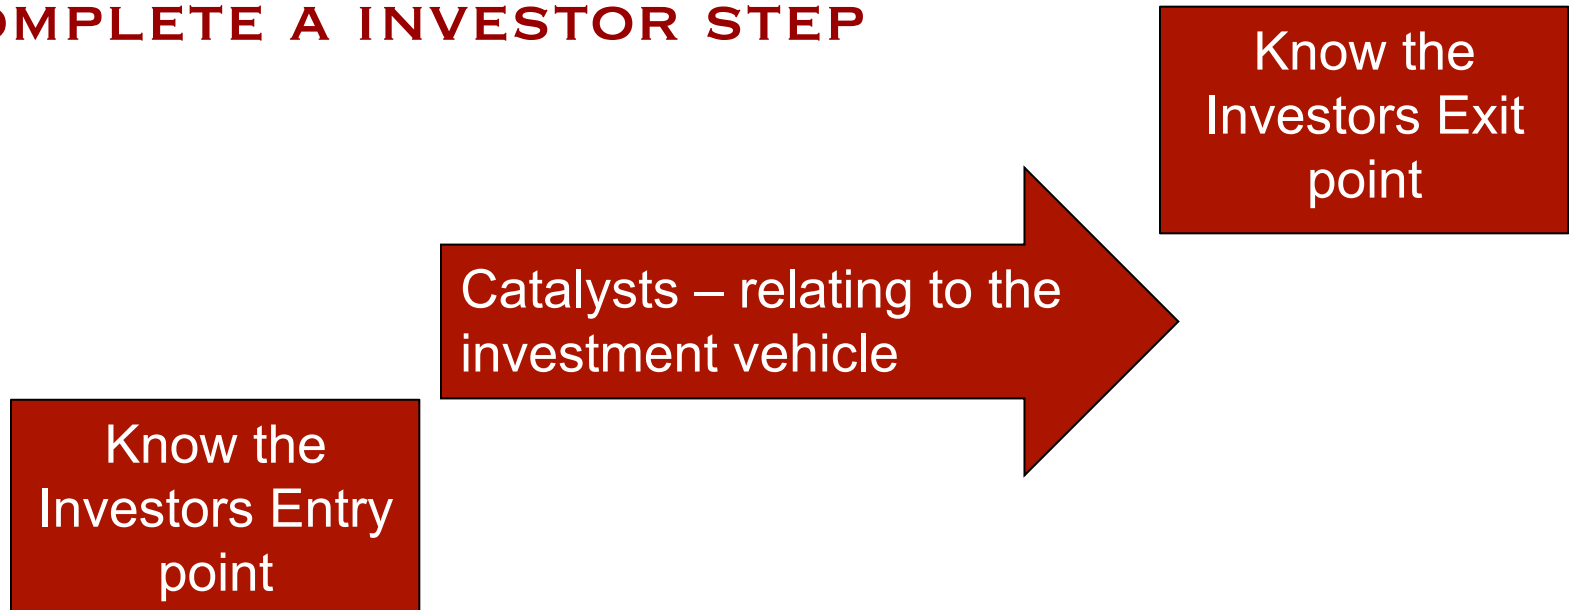 OMPLETE A INVESTOR STEP
Know the
Investors Exit
point
Catalysts – relating to the
investment vehicle
Know the
Investors Entry
point